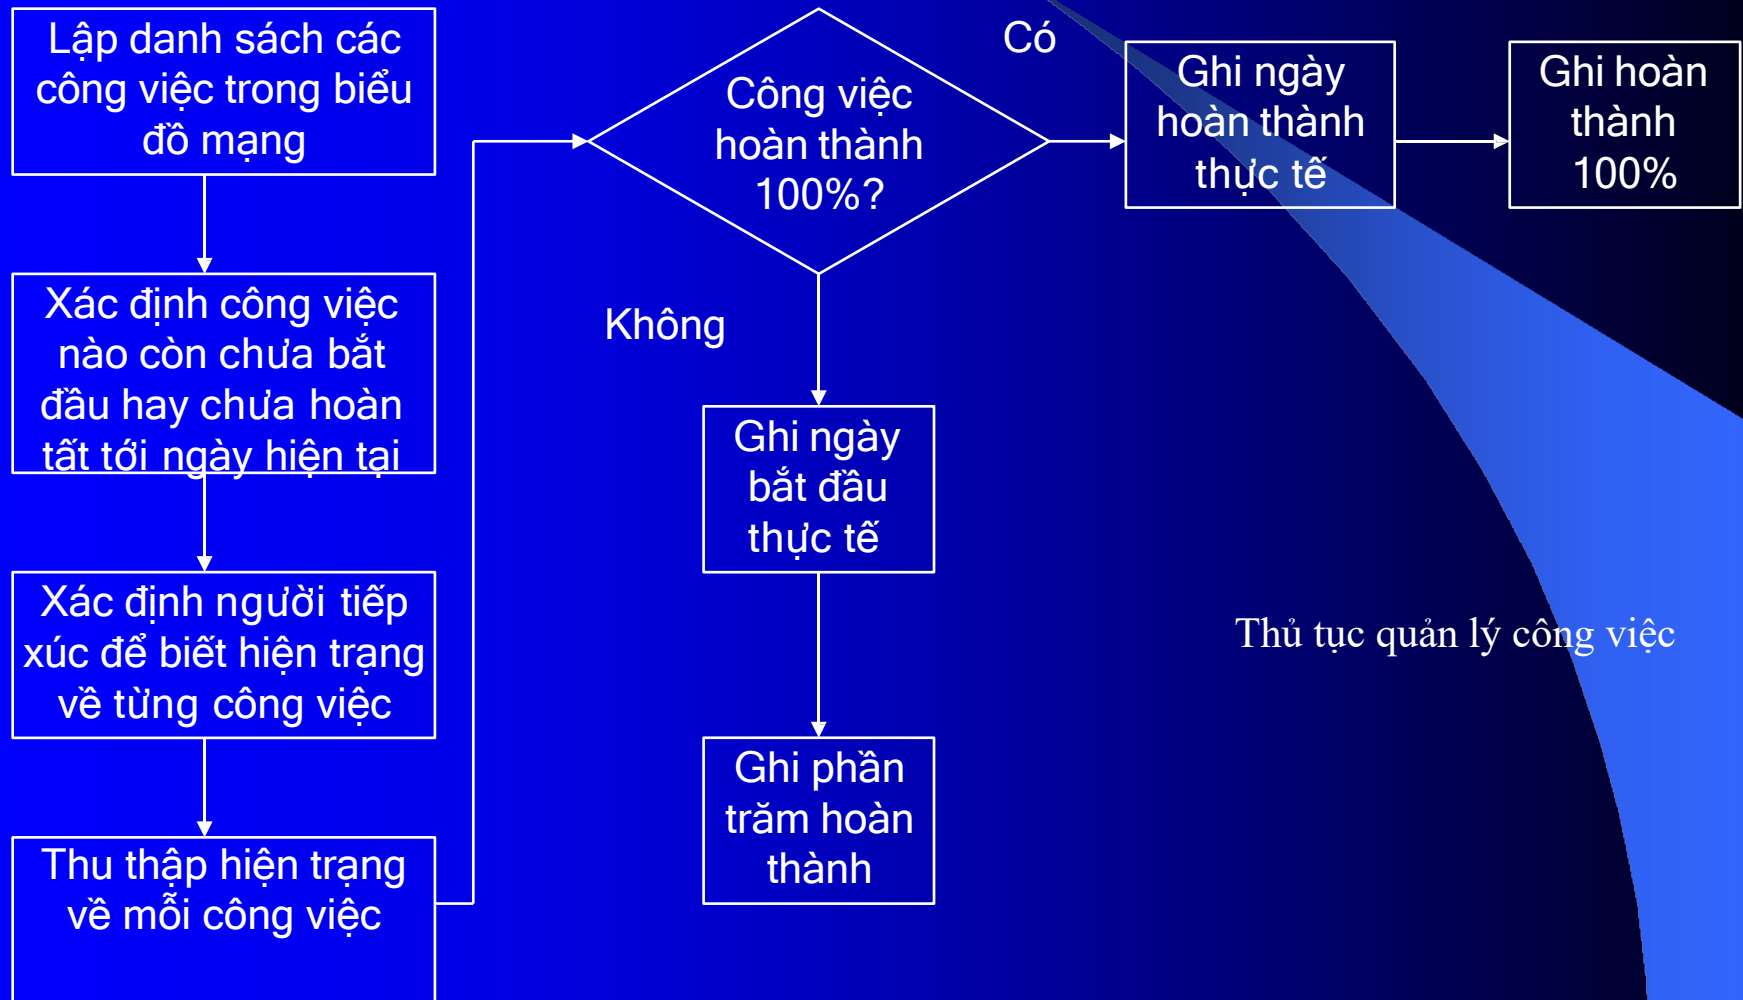 Lập danh sách các
công việc trong biểu
đồ mạng
Xác định công việc
nào còn chưa bắt
đầu hay chưa hoàn
tất tới ngày hiện tại
Xác định người tiếp
xúc để biết hiện trạng
về từng công việc
Thu thập hiện trạng
về mỗi công việc
Công việc
hoàn thành
100%?
Có
Ghi ngày
hoàn thành
thực tế
Ghi hoàn
thành
100%
Không
Ghi ngày
bắt đầu
thực tế
Ghi phần
trăm hoàn
thành
Thủ tục quản lý công việc